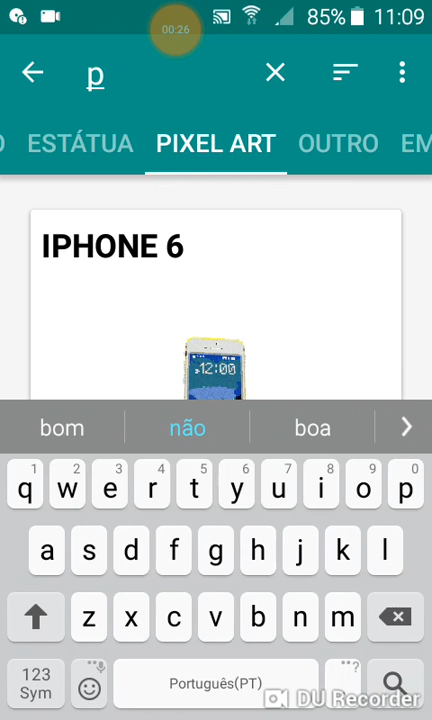 00:26 85% 11:09
p
O ESTÁTUA PIXEL ART OUTRO EM
IPHONE 6
12:00
bom não boa
1 2 3 4 5 6 7 8 9 0
q w e r t y u i o p
a s d f g h j k l
z x c v b n m
123 Sym Português(PT) ?
DU Recorder